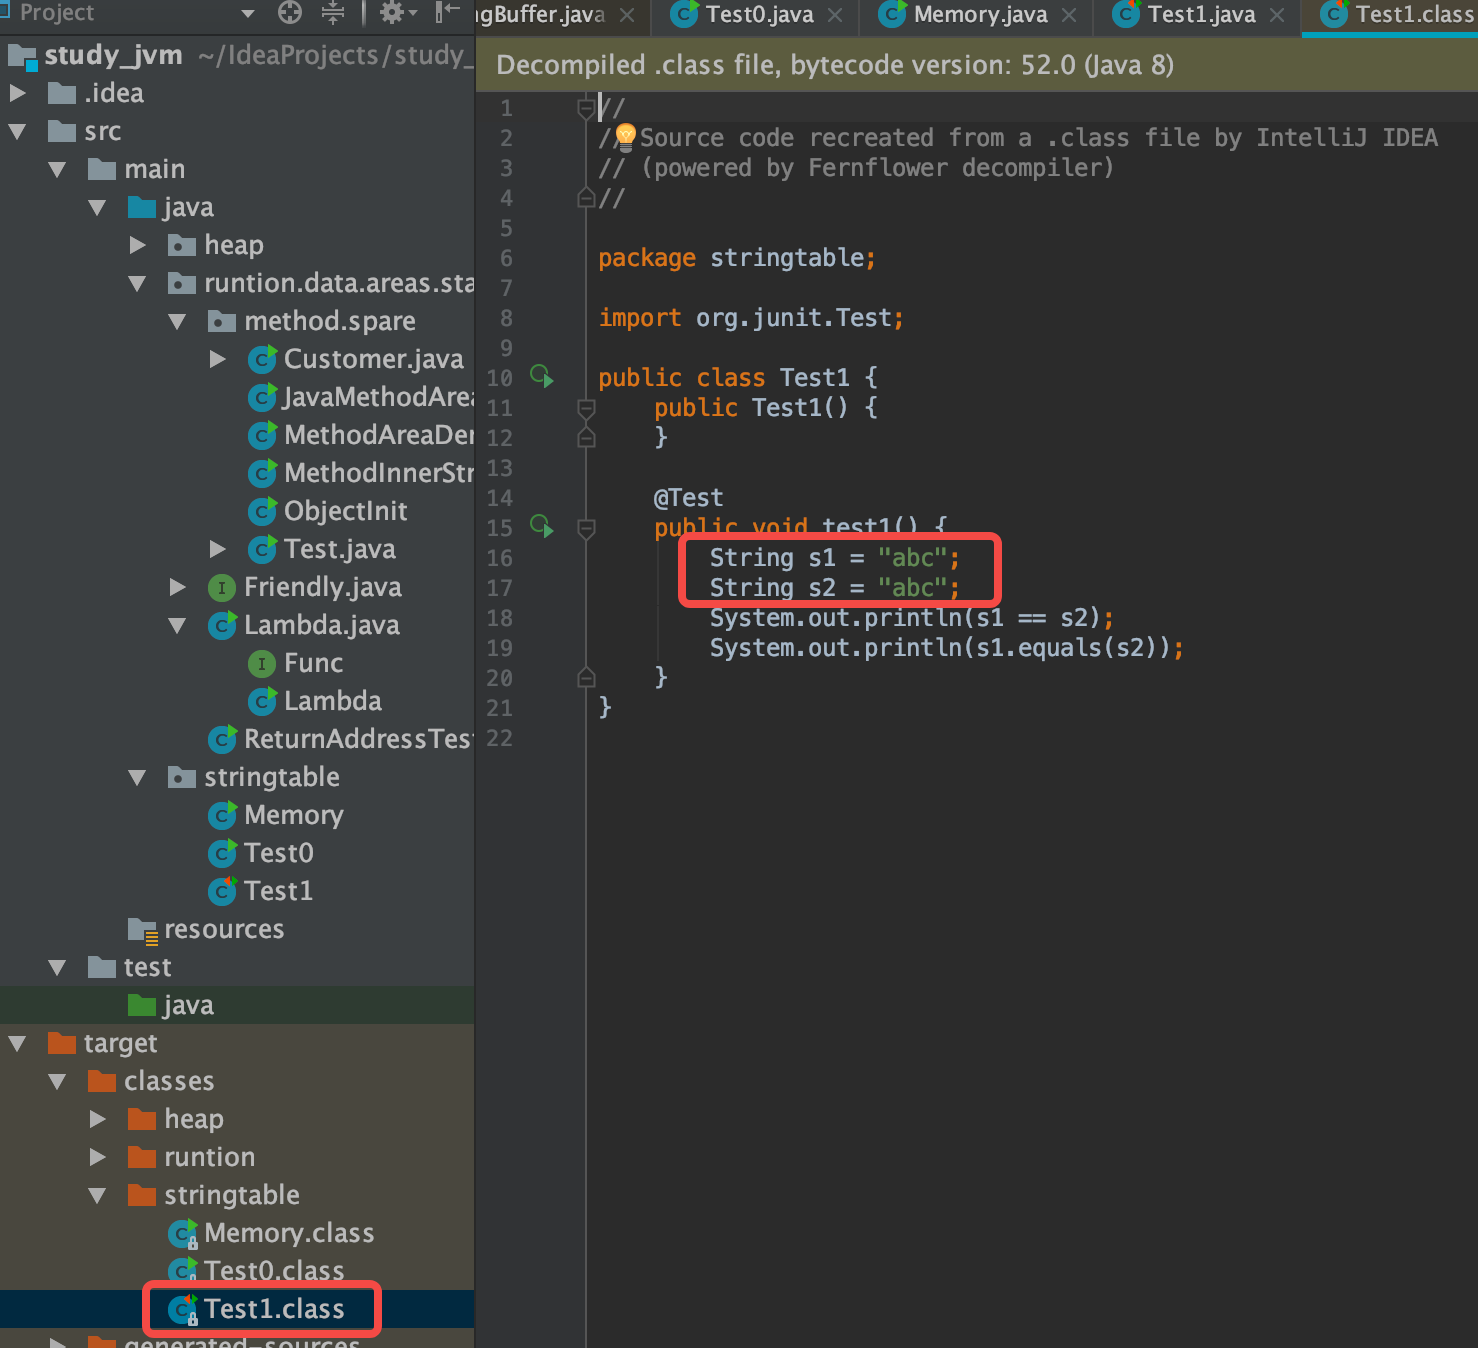 Project
study_jvm ~/IdeaProjects/study_
.idea
src
main
java
heap
runtion.data.areas.sta
method.spare
Customer.java
JavaMethodArea
MethodAreaDer
MethodInnerStr
ObjectInit
Test.java
Friendly.java
Lambda.java
Func
Lambda
ReturnAddressTes
stringtable
Memory
Test0
Test1
resources
test
java
target
classes
heap
runtion
stringtable
Memory.class
Test0.class
Test1.class
generated-sources
ngBuffer.java Test0.java Memory.java Test1.java Test1.class
Decompiled .class file, bytecode version: 52.0 (Java 8)
1 //
2 // Source code recreated from a .class file by IntelliJ IDEA
3 // (powered by Fernflower decompiler)
4 //
5
6 package stringtable;
7
8 import org.junit.Test;
9
10 public class Test1 {
11 public Test1() {
12 }
13
14 @Test
15 public void test1() {
16 String s1 = "abc";
17 String s2 = "abc";
18 System.out.println(s1 == s2);
19 System.out.println(s1.equals(s2));
20 }
21 }
22